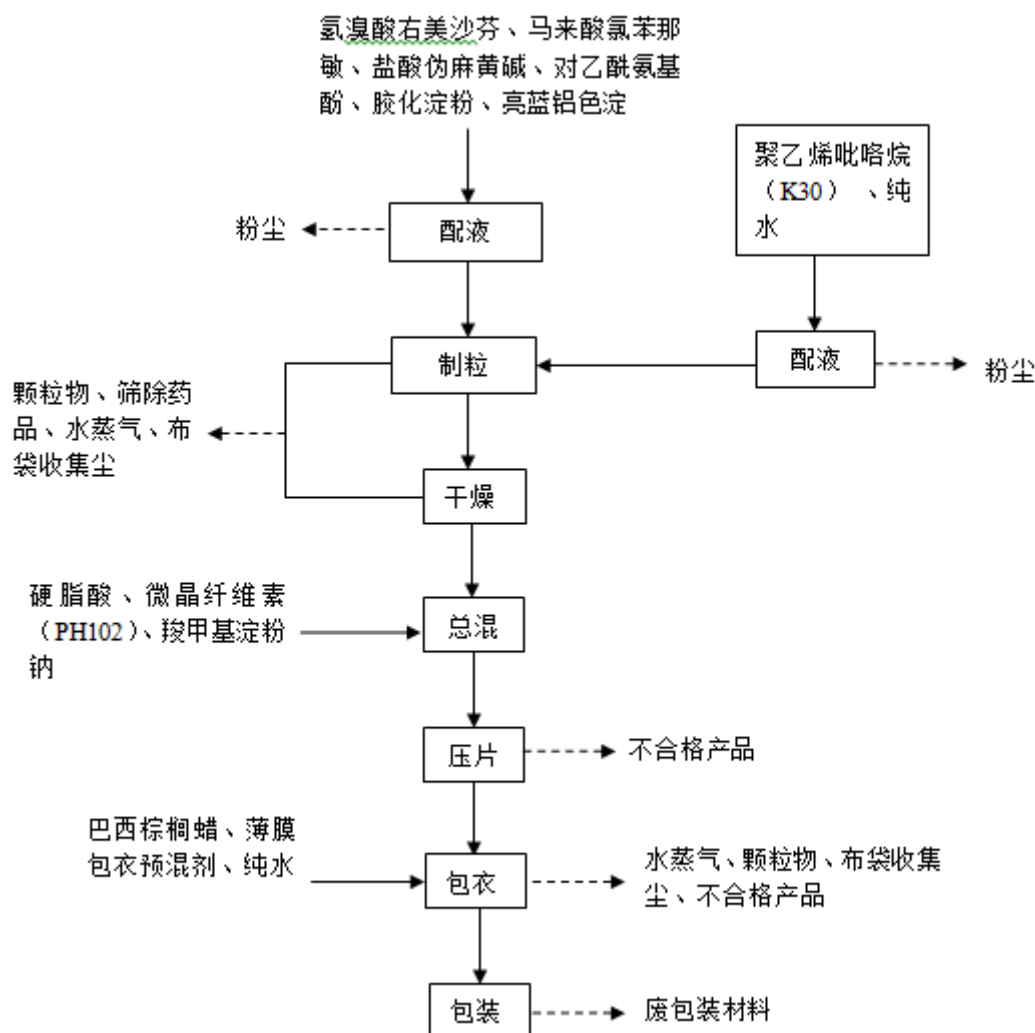 氢溴酸右美沙芬、马来酸氯苯那
敏、盐酸伪麻黄碱、对乙酰氨基
酚、胶化淀粉、亮蓝铝色淀
聚乙烯吡咯烷
（K30） 、纯
水
粉尘
配液
制粒
配液
粉尘
颗粒物、筛除药
品、水蒸气、布
袋收集尘
干燥
硬脂酸、微晶纤维素
（PH102）、羧甲基淀粉
钠
总混
压片
不合格产品
巴西棕榈蜡、薄膜
包衣预混剂、纯水
包衣
水蒸气、颗粒物、布袋收集
尘、不合格产品
包装
废包装材料